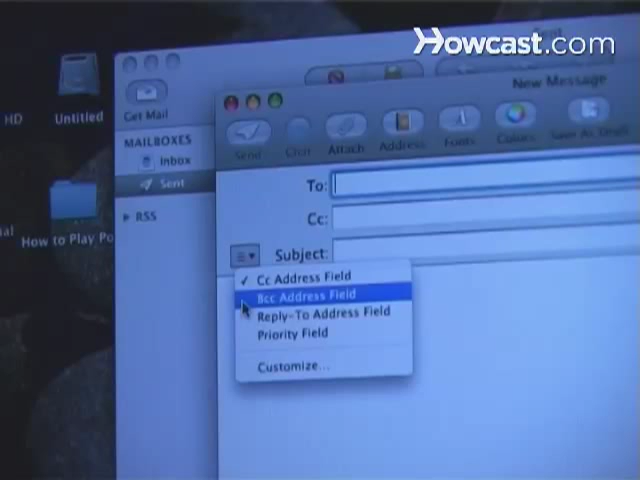 Howcast.com
HD
Untitled
Get Mail
New Message
MAILBOXES
Inbox
Sent
RSS
How to Play Po
Send
Chat
Attach
Address
Fonts
Colors
Save As Draft
To:
Cc:
Subject:
✓ Cc Address Field
Bcc Address Field
Reply-To Address Field
Priority Field
Customize...